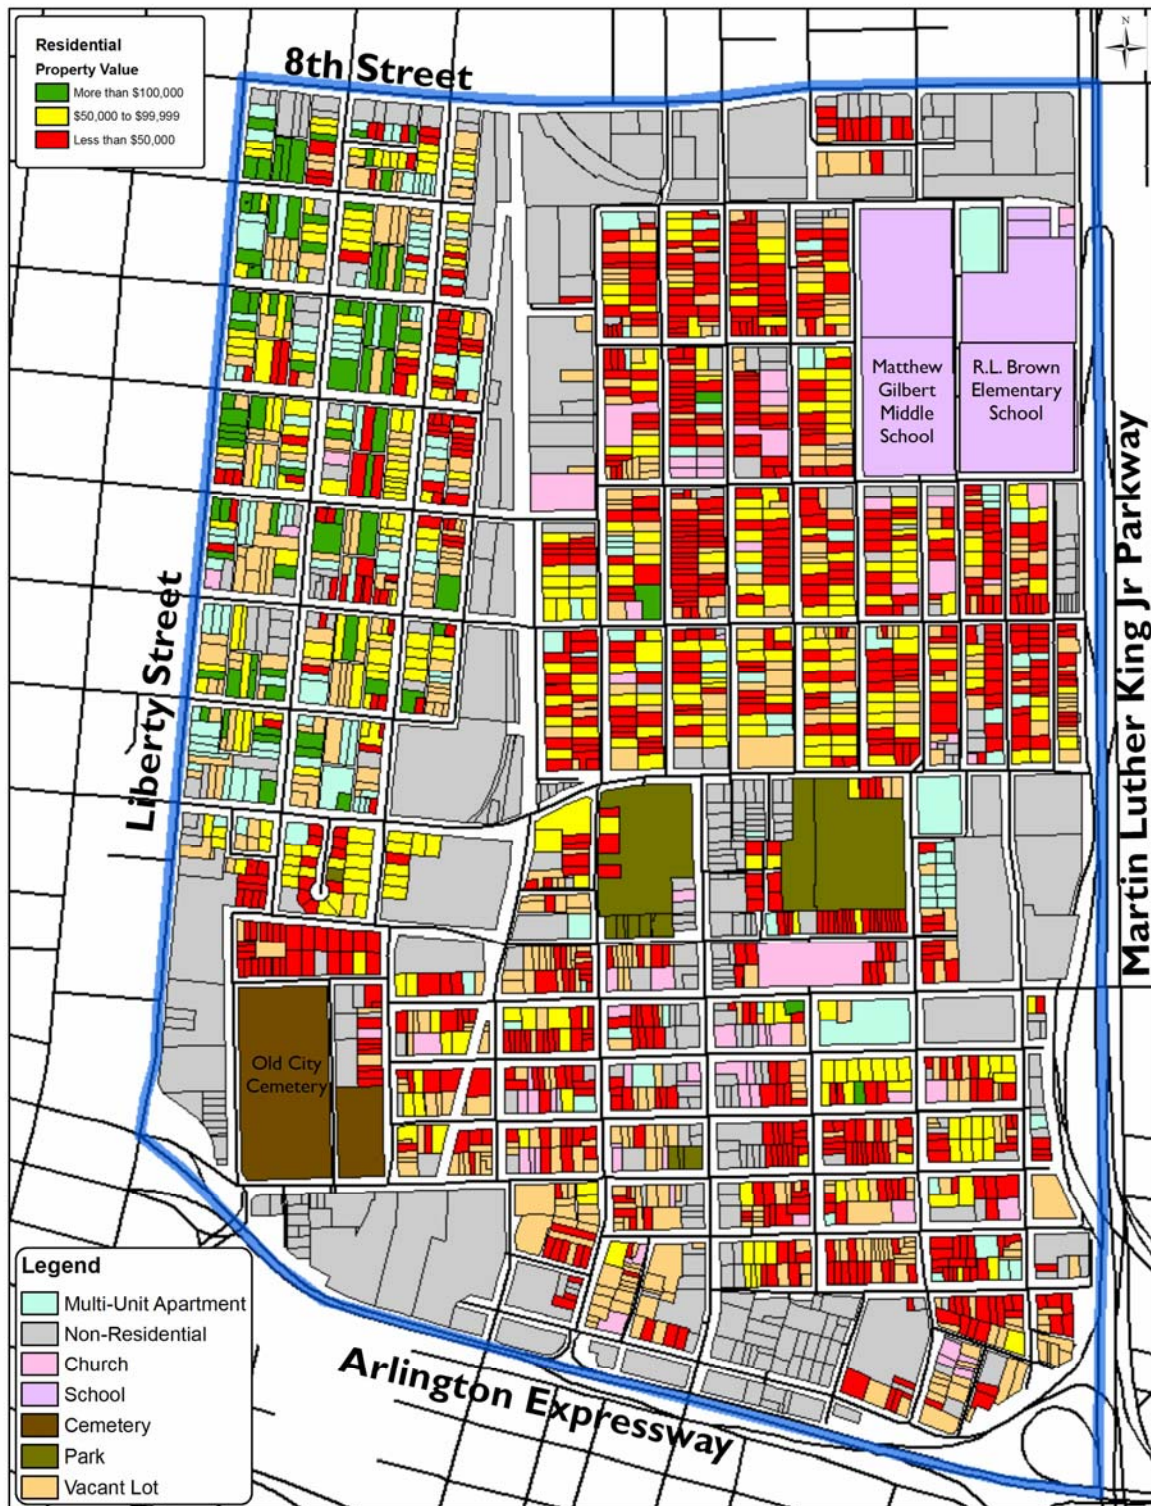 Residential
Property Value
More than $100,000
$50,000 to $99,999
Less than $50,000
8th Street
N
Matthew
Gilbert
Middle
School
R.L. Brown
Elementary
School
Martin Luther King Jr Parkway
Liberty Street
Old City
Cemetery
Arlington Expressway
Legend
Multi-Unit Apartment
Non-Residential
Church
School
Cemetery
Park
Vacant Lot